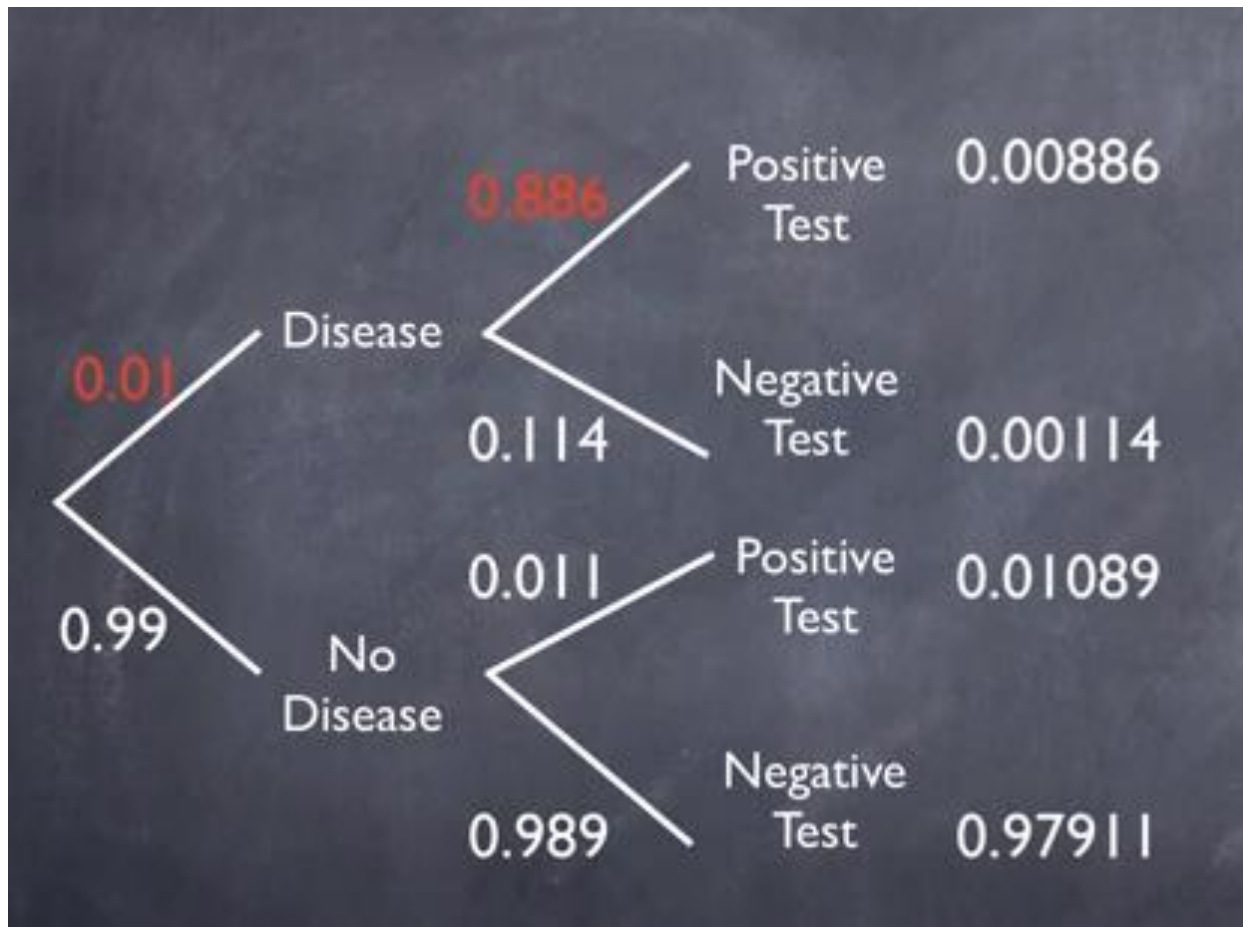 0.886
Positive
Test
0.00886
0.01
Disease
Negative
Test
0.114
0.00114
0.011
Positive
Test
0.01089
0.99
No
Disease
Negative
Test
0.989
0.97911